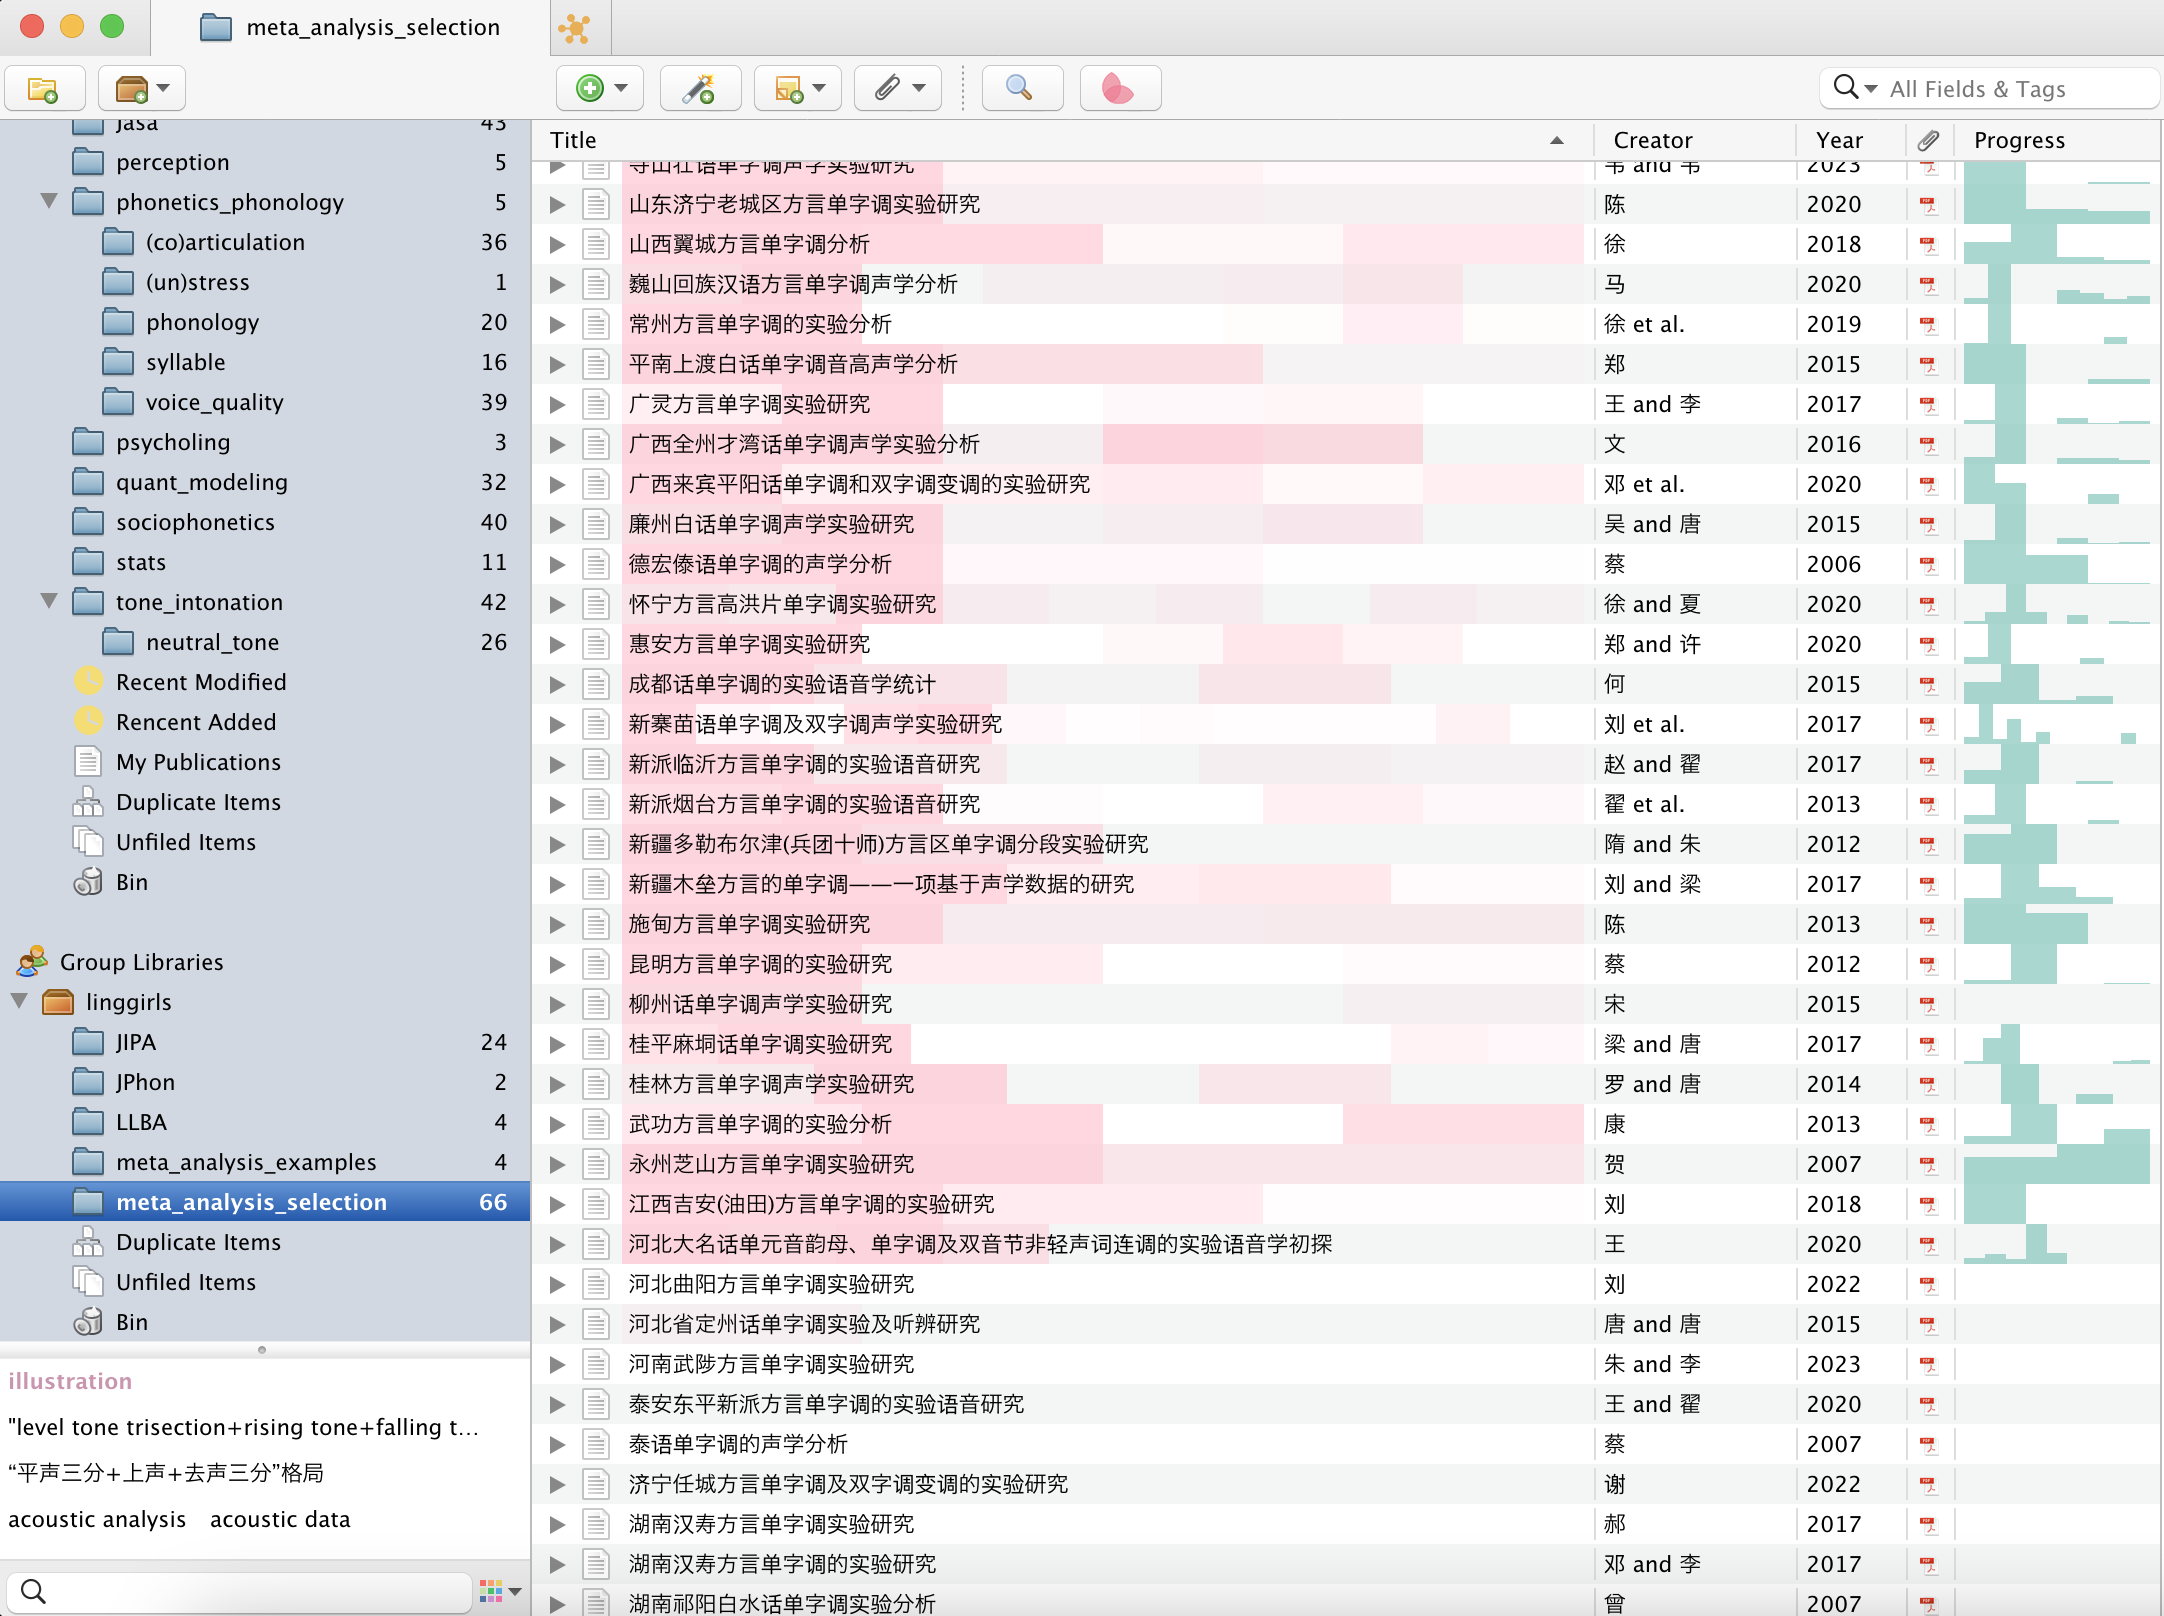 meta_analysis_selection
All Fields & Tags
Jasa 43
perception 5
phonetics_phonology 5
(co)articulation 36
(un)stress 1
phonology 20
syllable 16
voice_quality 39
psycholing 3
quant_modeling 32
sociophonetics 40
stats 11
tone_intonation 42
neutral_tone 26
Recent Modified
Rencent Added
My Publications
Duplicate Items
Unfiled Items
Bin
Group Libraries
linggirls
JIPA 24
JPhon 2
LLBA 4
meta_analysis_examples 4
meta_analysis_selection 66
Duplicate Items
Unfiled Items
Bin
illustration
"level tone trisection+rising tone+falling t...
“平声三分+上声+去声三分”格局
acoustic analysis acoustic data
Title Creator Year Progress
壮语单字调声学实验研究 韦 and 韦 2023
山东济宁老城区方言单字调实验研究 陈 2020
山西翼城方言单字调分析 徐 2018
巍山回族汉语方言单字调声学分析 马 2020
常州方言单字调的实验分析 徐 et al. 2019
平南上渡白话单字调音高声学分析 郑 2015
广灵方言单字调实验研究 王 and 李 2017
广西全州才湾话单字调声学实验分析 文 2016
广西来宾平阳话单字调和双字调变调的实验研究 邓 et al. 2020
廉州白话单字调声学实验研究 吴 and 唐 2015
德宏傣语单字调的声学分析 蔡 2006
怀宁方言高洪片单字调实验研究 徐 and 夏 2020
惠安方言单字调实验研究 郑 and 许 2020
成都话单字调的实验语音学统计 何 2015
新寨苗语单字调及双字调声学实验研究 刘 et al. 2017
新派临沂方言单字调的实验语音研究 赵 and 翟 2017
新派烟台方言单字调的实验语音研究 翟 et al. 2013
新疆多勒布尔津(兵团十师)方言区单字调分段实验研究 隋 and 朱 2012
新疆木垒方言的单字调——一项基于声学数据的研究 刘 and 梁 2017
施甸方言单字调实验研究 陈 2013
昆明方言单字调的实验研究 蔡 2012
柳州话单字调声学实验研究 宋 2015
桂平麻垌话单字调实验研究 梁 and 唐 2017
桂林方言单字调声学实验研究 罗 and 唐 2014
武功方言单字调的实验分析 康 2013
永州芝山方言单字调实验研究 贺 2007
江西吉安(油田)方言单字调的实验研究 刘 2018
河北大名话单元音韵母、单字调及双音节非轻声词连调的实验语音学初探 王 2020
河北曲阳方言单字调实验研究 刘 2022
河北省定州话单字调实验及听辨研究 唐 and 唐 2015
河南武陟方言单字调实验研究 朱 and 李 2023
泰安东平新派方言单字调的实验语音研究 王 and 翟 2020
泰语单字调的声学分析 蔡 2007
济宁任城方言单字调及双字调变调的实验研究 谢 2022
湖南汉寿方言单字调实验研究 郝 2017
湖南汉寿方言单字调的实验研究 邓 and 李 2017
湖南祁阳白水话单字调实验分析 曾 2007